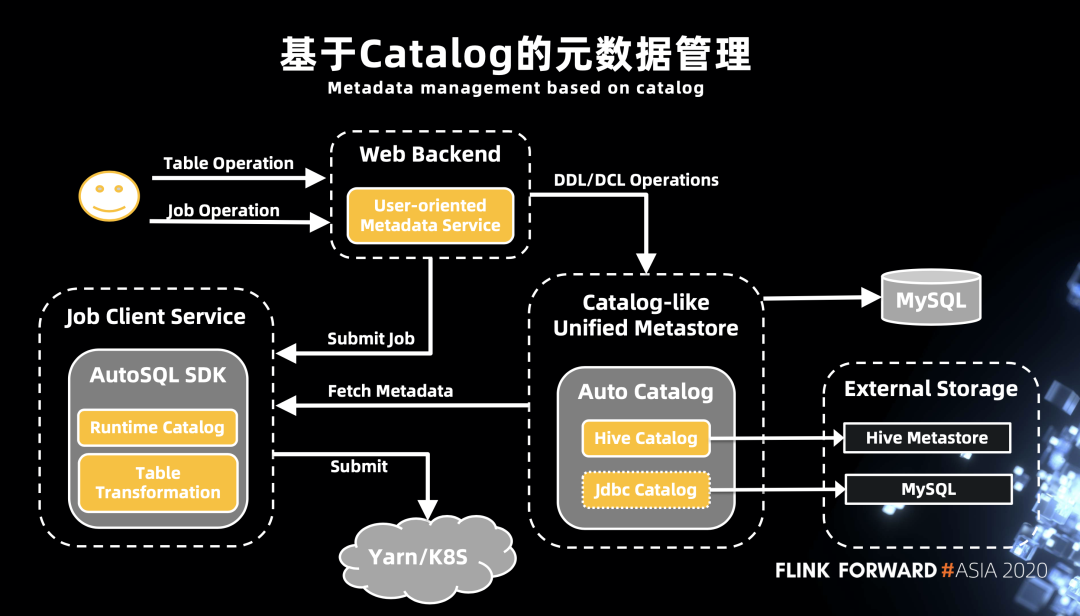 基于Catalog的元数据管理
Metadata management based on catalog
Table Operation
Job Operation
Web Backend
User-oriented
Metadata Service
DDL/DCL Operations
Job Client Service
AutoSQL SDK
Runtime Catalog
Table
Transformation
Submit Job
Fetch Metadata
Submit
Yarn/K8S
Catalog-like
Unified Metastore
Auto Catalog
Hive Catalog
Jdbc Catalog
MySQL
External Storage
Hive Metastore
MySQL
FLINK FORWARD #ASIA 2020